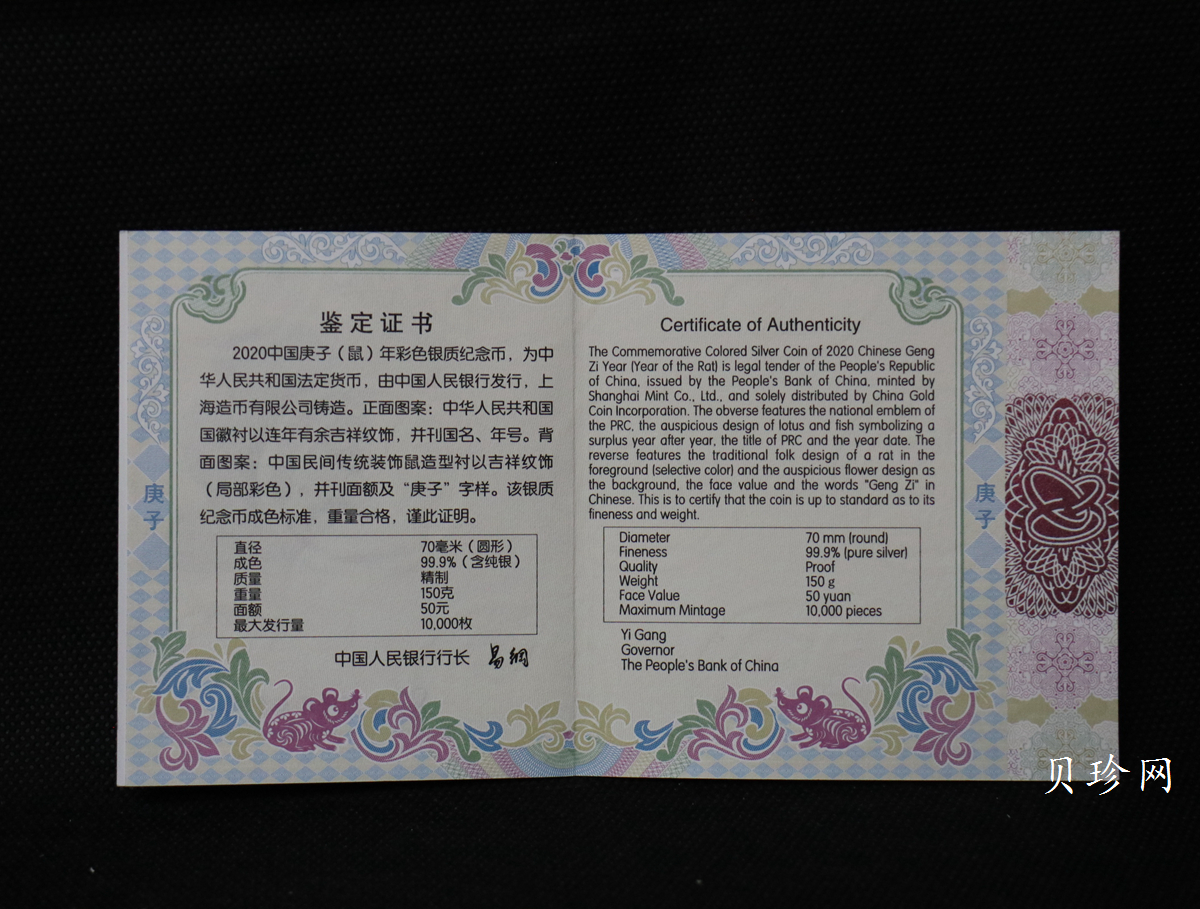 鉴定证书
2020中国庚子（鼠）年彩色银质纪念币，为中
华人民共和国法定货币，由中国人民银行发行，上
海造币有限公司铸造。正面图案：中华人民共和国
国徽衬以连年有余吉祥纹饰，并刊国名、年号。背
面图案：中国民间传统装饰鼠造型衬以吉祥纹饰
（局部彩色），并刊面额及“庚子”字样。该银质
纪念币成色标准，重量合格，谨此证明。
直径 70毫米（圆形）
成色 99.9%（含纯银）
质量 精制
重量 150克
面额 50元
最大发行量 10,000枚
中国人民银行行长 易纲
庚子
Certificate of Authenticity
The Commemorative Colored Silver Coin of 2020 Chinese Geng
Zi Year (Year of the Rat) is legal tender of the People's Republic
of China, issued by the People's Bank of China, minted by
Shanghai Mint Co., Ltd., and solely distributed by China Gold
Coin Incorporation. The obverse features the national emblem of
the PRC, the auspicious design of lotus and fish symbolizing a
surplus year after year, the title of PRC and the year date. The
reverse features the traditional folk design of a rat in the
foreground (selective color) and the auspicious flower design as
the background, the face value and the words "Geng Zi" in
Chinese. This is to certify that the coin is up to standard as to its
fineness and weight.
Diameter 70 mm (round)
Fineness 99.9% (pure silver)
Quality Proof
Weight 150 g
Face Value 50 yuan
Maximum Mintage 10,000 pieces
Yi Gang
Governor
The People's Bank of China
庚子
贝珍网